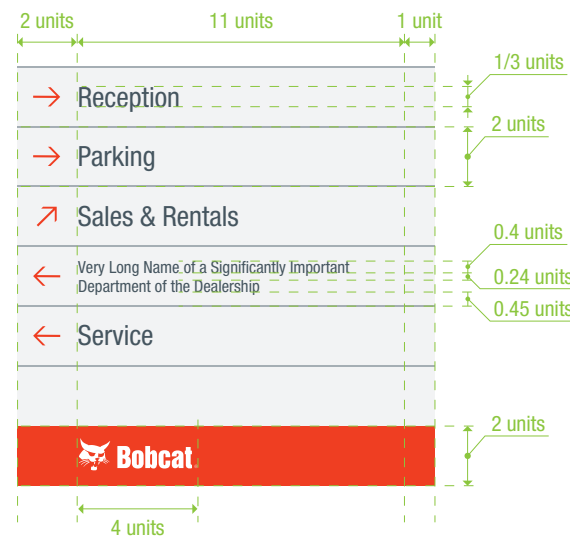 2 units 11 units 1 unit
1/3 units
Reception
2 units
Parking
Sales & Rentals
0.4 units
Very Long Name of a Significantly Important
0.24 units
Department of the Dealership
0.45 units
Service
2 units
Bobcat.
4 units